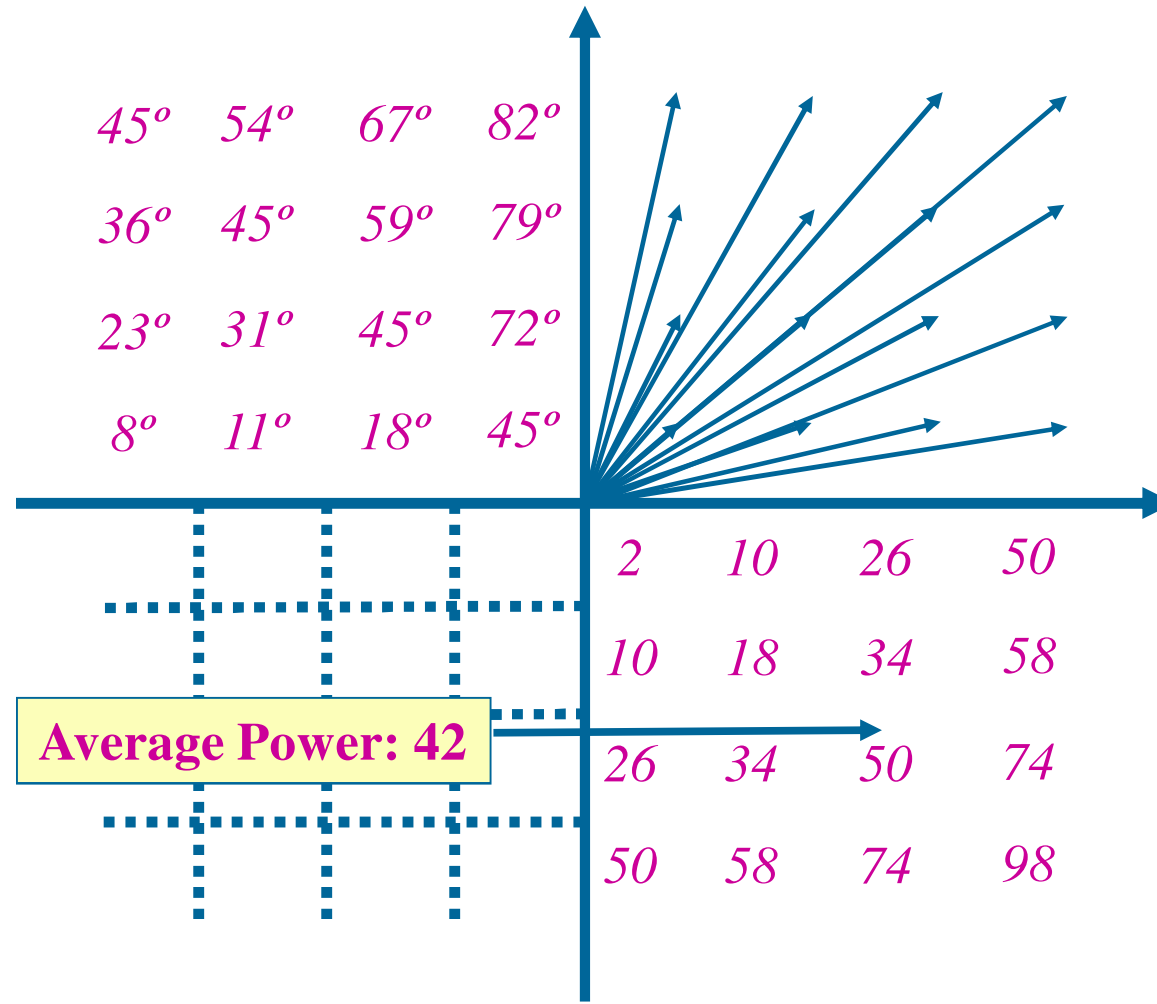 45º 54º 67º 82º
36º 45º 59º 79º
23º 31º 45º 72º
8º 11º 18º 45º
2 10 26 50
10 18 34 58
Average Power: 42
26 34 50 74
50 58 74 98